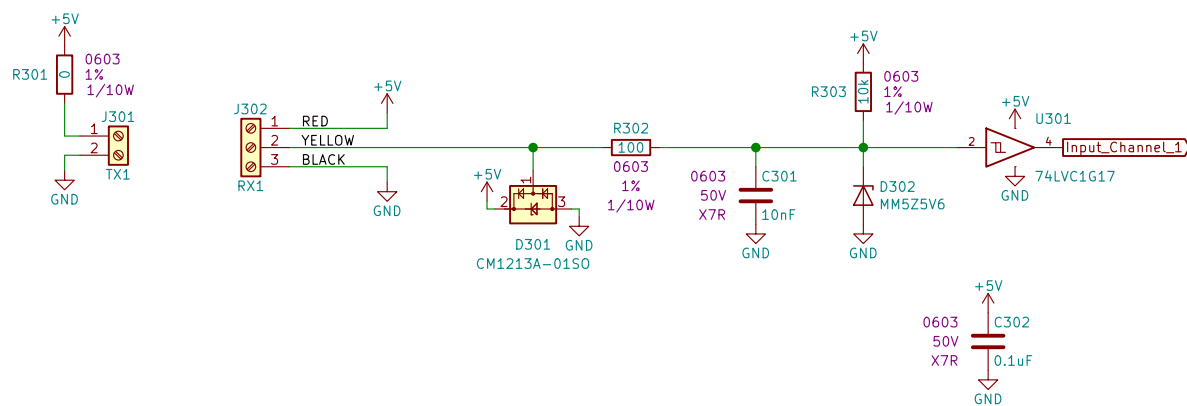 +5V
R301
0
0603
1%
1/10W
J301
1
2
TX1
GND
J302
1
2
3
RX1
RED
YELLOW
BLACK
+5V
GND
+5V
1
2
3
GND
D301
CM1213A-01SO
R302
100
0603
1%
1/10W
0603
50V
X7R
C301
10nF
GND
+5V
R303
10k
0603
1%
1/10W
D302
MM5Z5V6
GND
+5V
U301
2
4
Input_Channel_1
74LVC1G17
GND
+5V
0603
50V
X7R
C302
0.1uF
GND